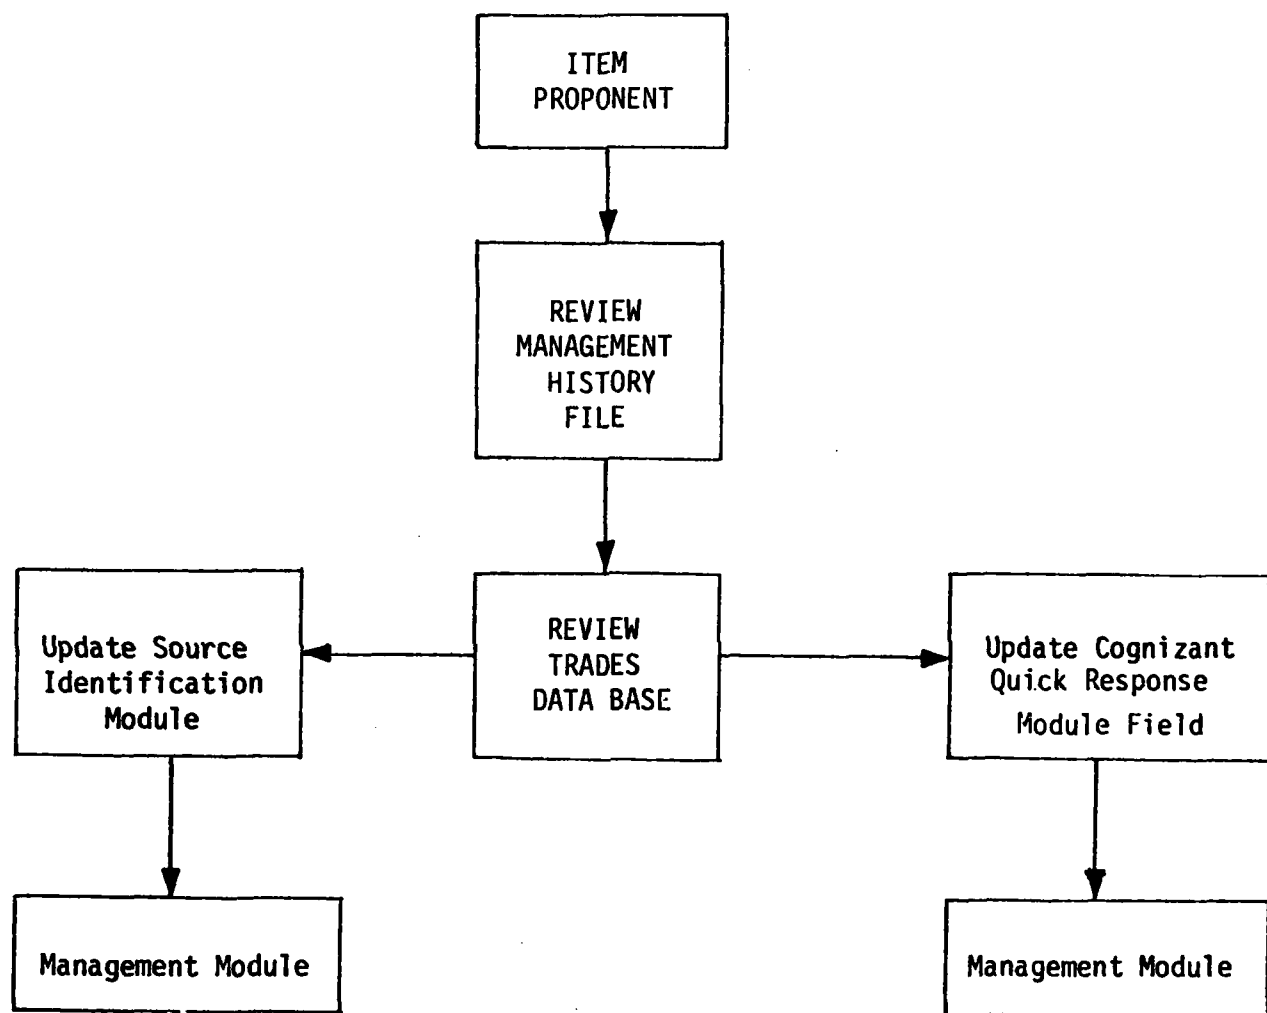 ITEM
PROPONENT
REVIEW
MANAGEMENT
HISTORY
FILE
REVIEW
TRADES
DATA BASE
Update Source
Identification
Module
Update Cognizant
Quick Response
Module Field
Management Module
Management Module